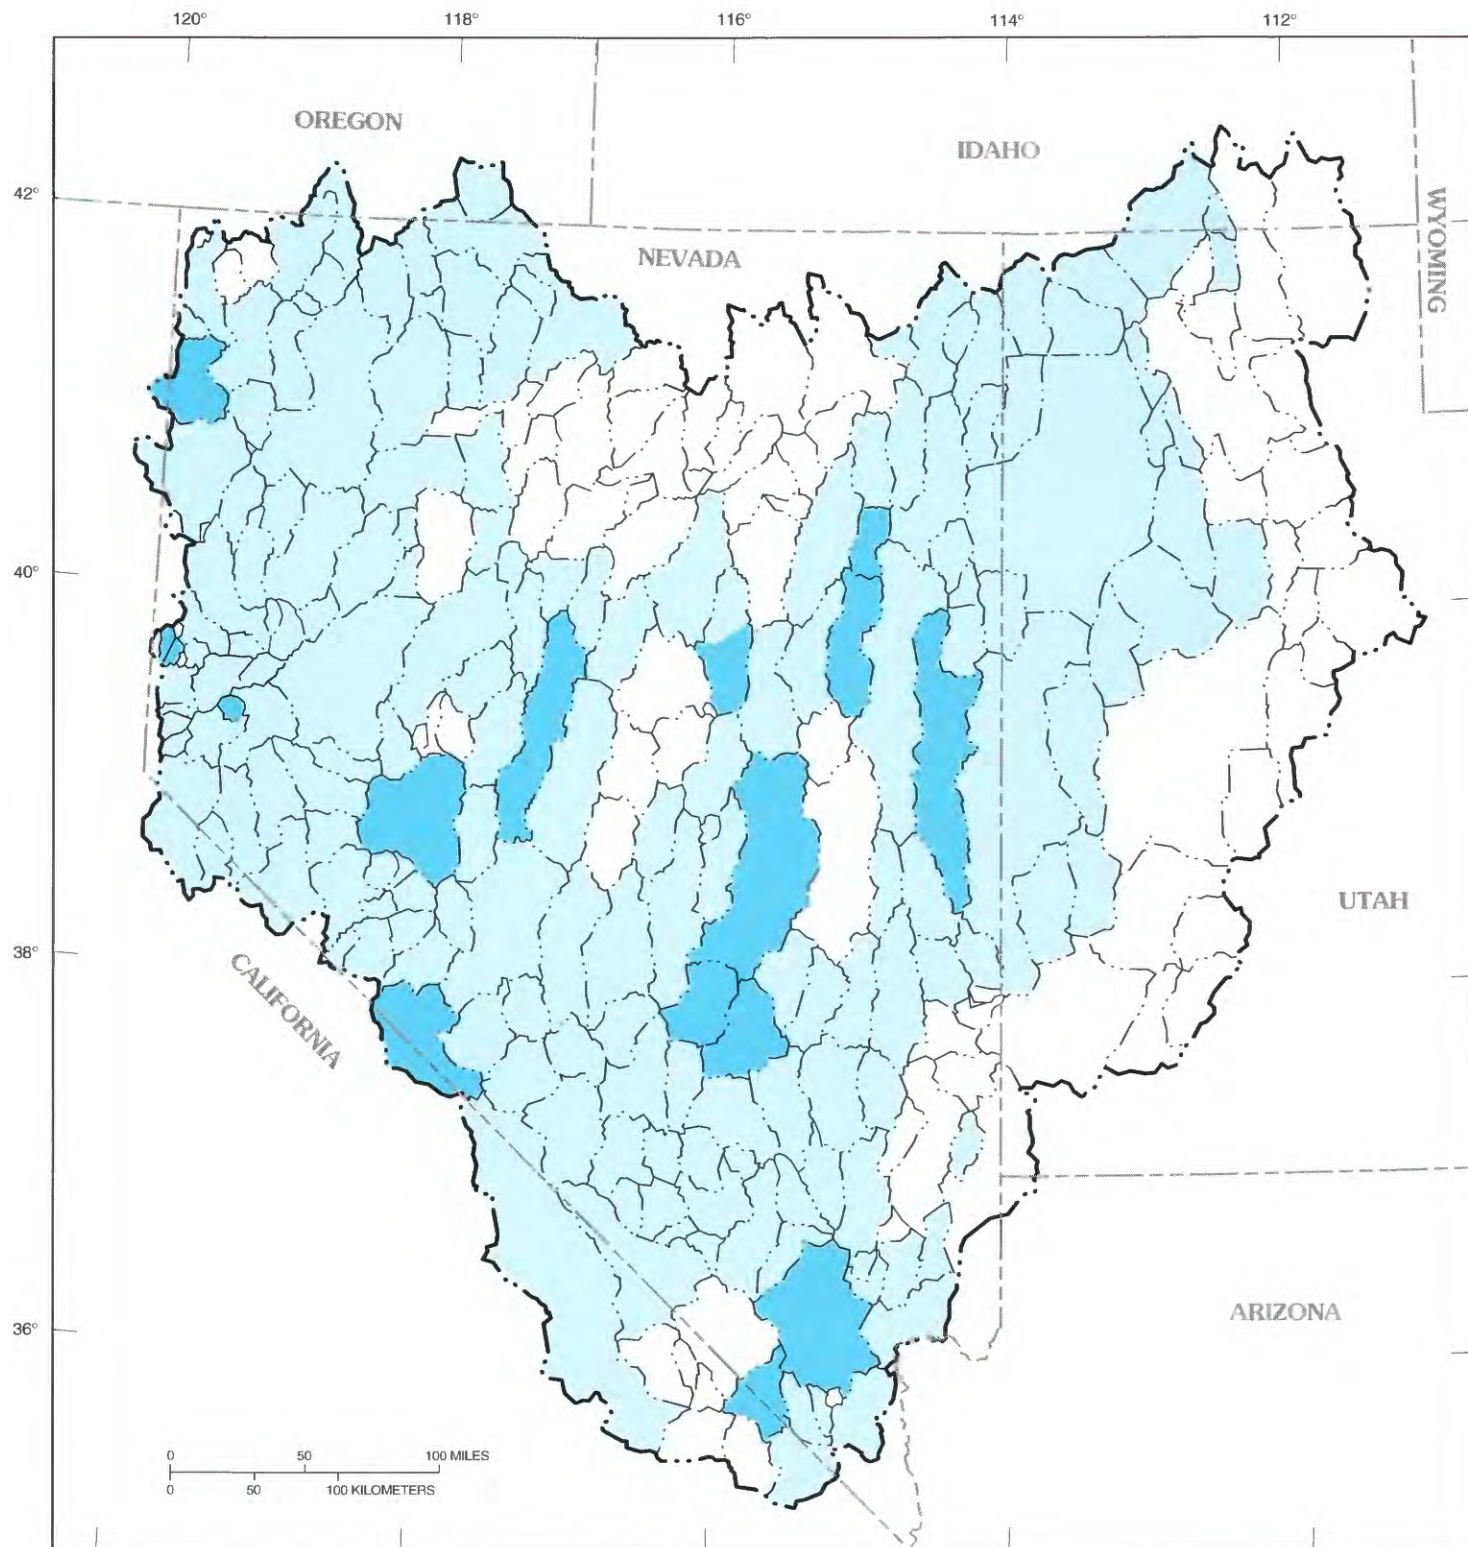 120°
118°
116°
114°
112°
OREGON
IDAHO
42°
WYOMING
NEVADA
40°
UTAH
38°
CALIFORNIA
36°
ARIZONA
0 50 100 MILES
0 50 100 KILOMETERS